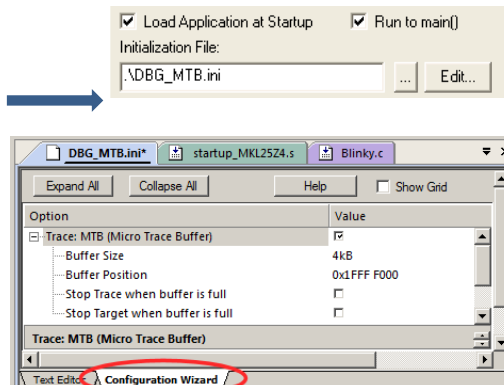 Load Application at Startup Run to main()
Initialization File:
.\DBG_MTB.ini ... Edit...
DBG_MTB.ini* startup_MKL25Z4.s Blinky.c
Expand All Collapse All Help Show Grid
Option Value
Trace: MTB (Micro Trace Buffer)
Buffer Size 4kB
Buffer Position 0x1FFF F000
Stop Trace when buffer is full
Stop Target when buffer is full
Trace: MTB (Micro Trace Buffer)
Text Editor Configuration Wizard